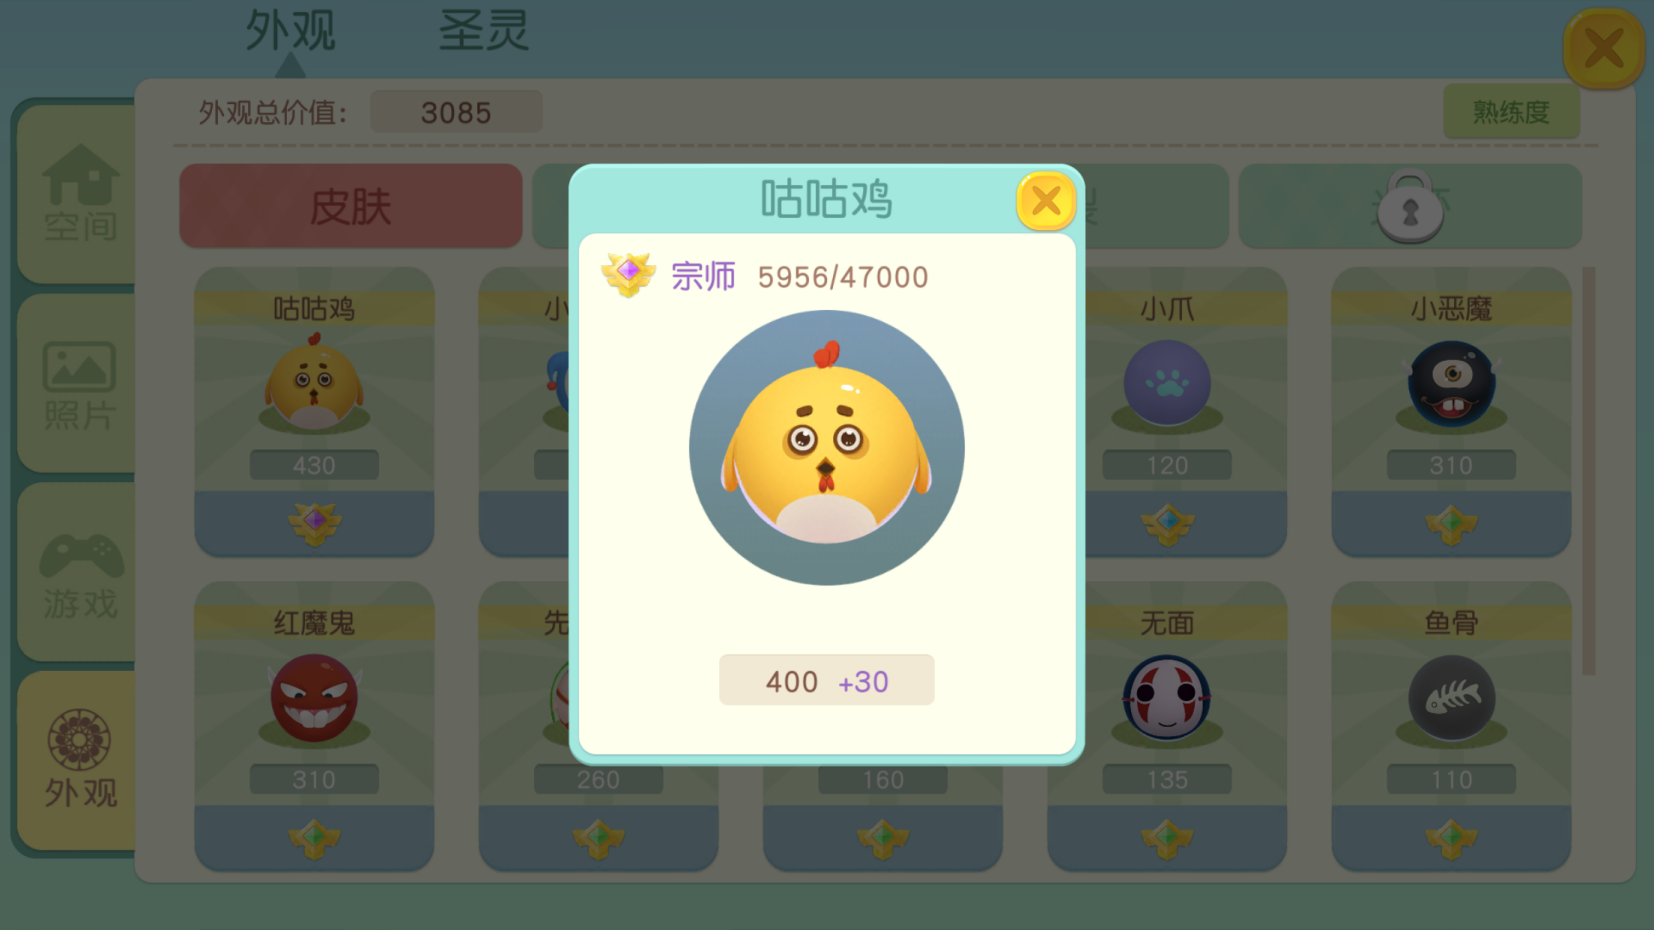 外观
圣灵
外观总价值:
3085
熟练度
空间
照片
游戏
外观
皮肤
咕咕鸡
宗师 5956/47000
400 +30
咕咕鸡
430
小
小爪
120
小恶魔
310
红魔鬼
310
先
260
160
无面
135
鱼骨
110